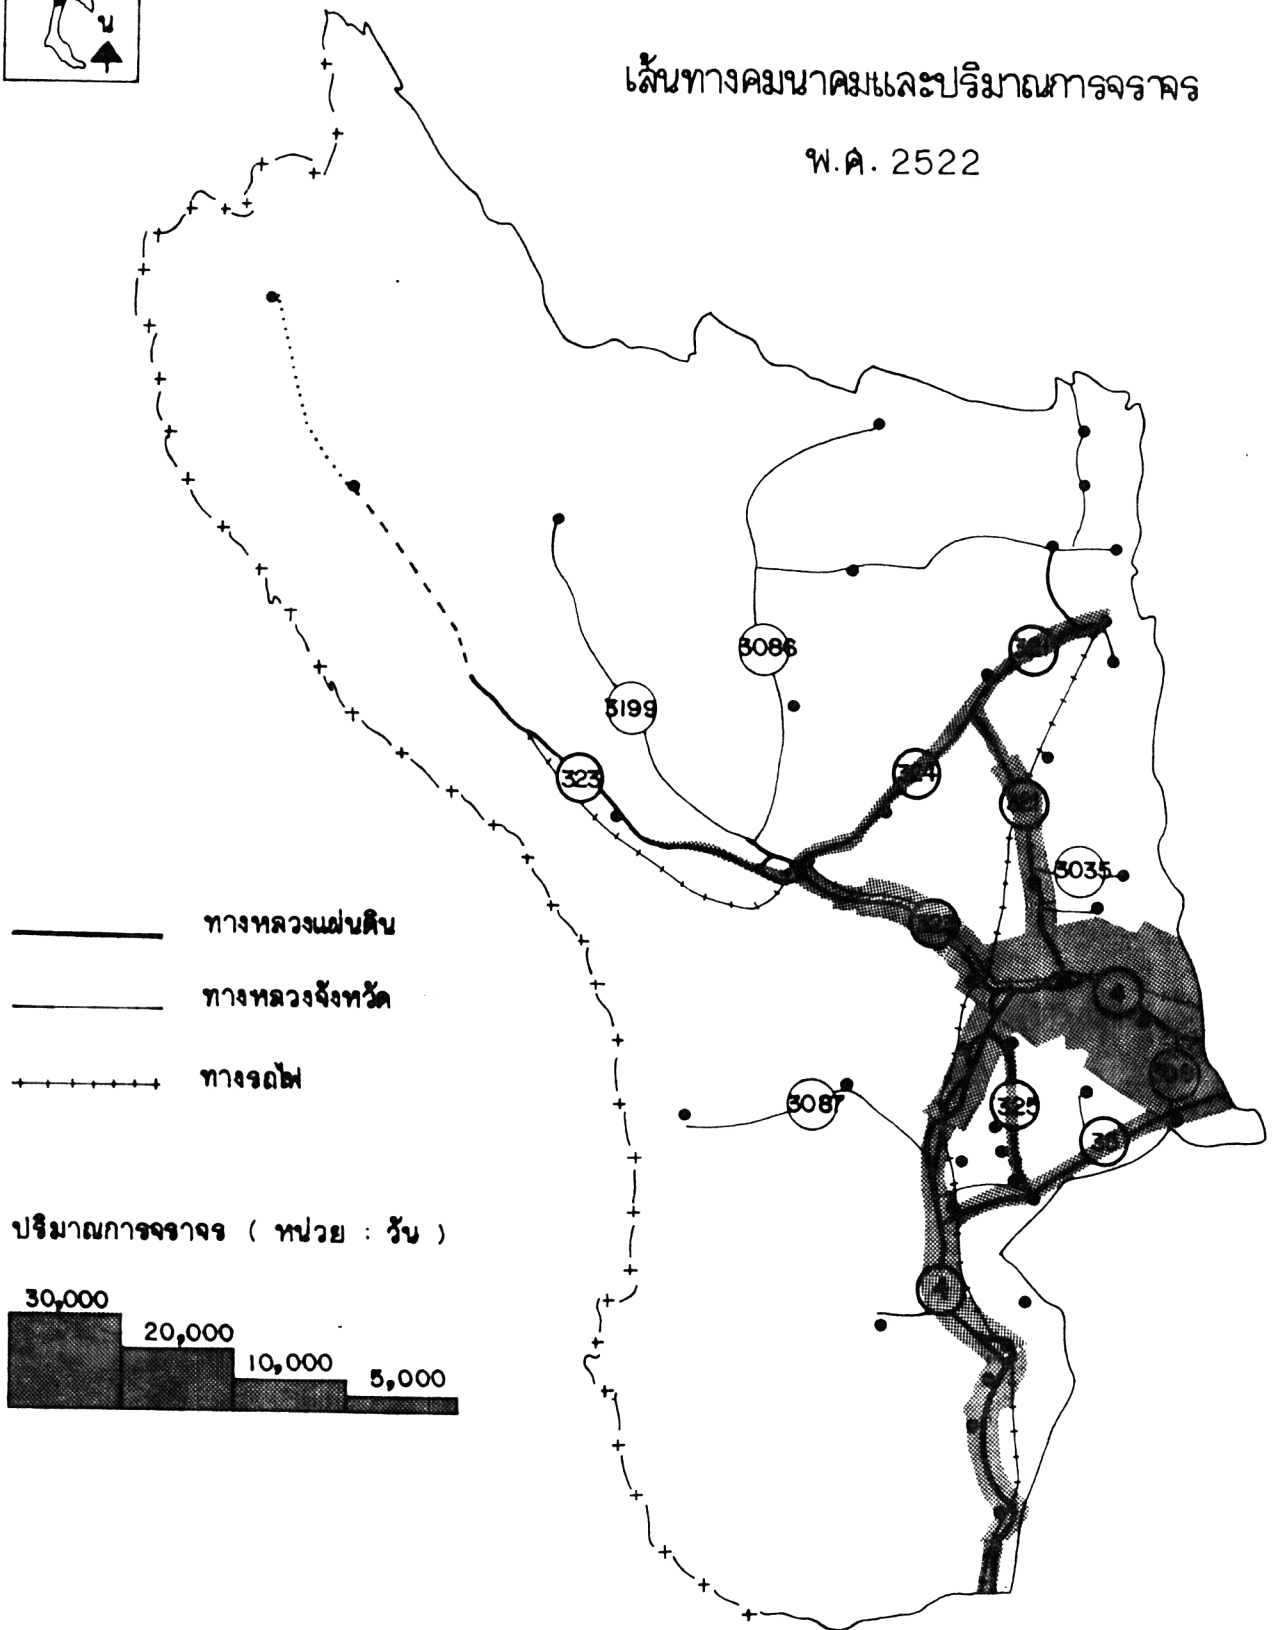 น
เส้นทางคมนาคมและปริมาณการจราจร
พ.ศ. 2522
3086
3199
323
324
3035
4
3087
325
4
ทางหลวงแผ่นดิน
ทางหลวงจังหวัด
ทางรถไฟ
ปริมาณการจราจร ( หน่วย : วัน )
30,000
20,000
10,000
5,000